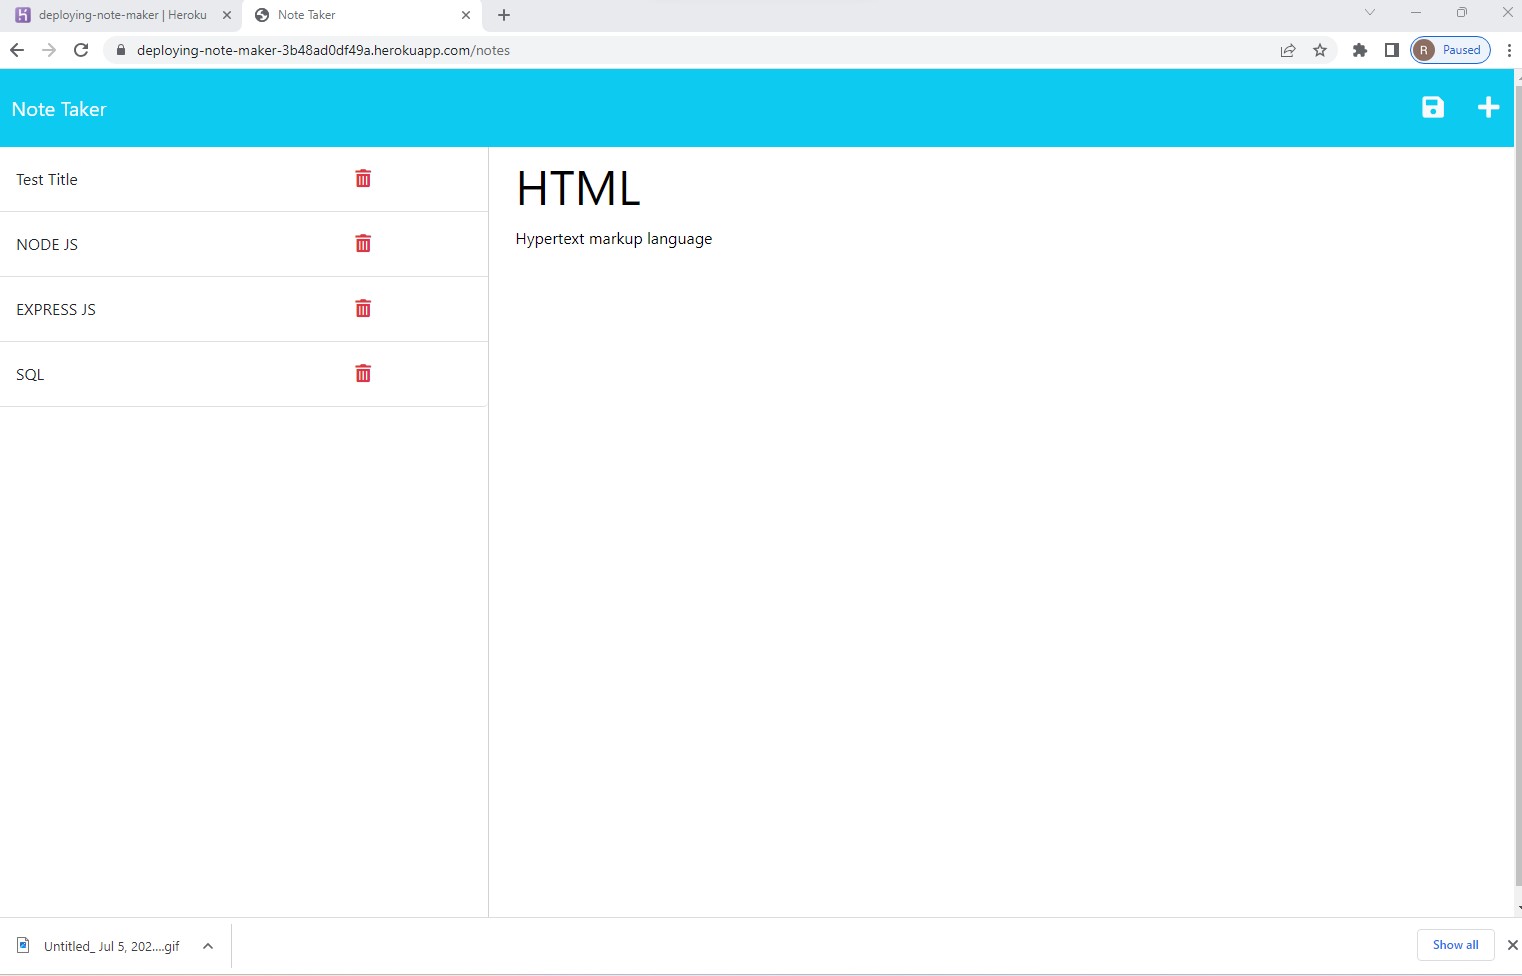 deploying-note-maker | Heroku
Note Taker
deploying-note-maker-3b48ad0df49a.herokuapp.com/notes
R Paused
Note Taker
Test Title
NODE JS
EXPRESS JS
SQL
HTML
Hypertext markup language
Untitled_ Jul 5, 202....gif
Show all